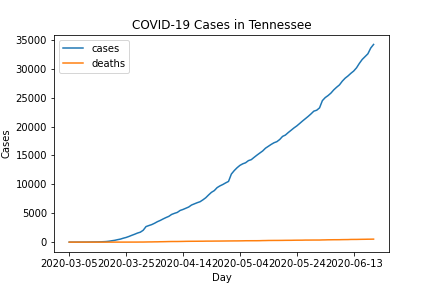 COVID-19 Cases in Tennessee
cases
deaths
35000
30000
25000
20000
15000
10000
5000
0
Cases
2020-03-05 2020-03-25 2020-04-14 2020-05-04 2020-05-24 2020-06-13
Day